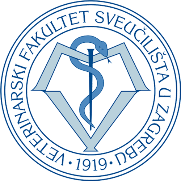 VETERINARSKI FAKULTET SVEUČILIŠTA U ZAGREBU
· 1919 ·